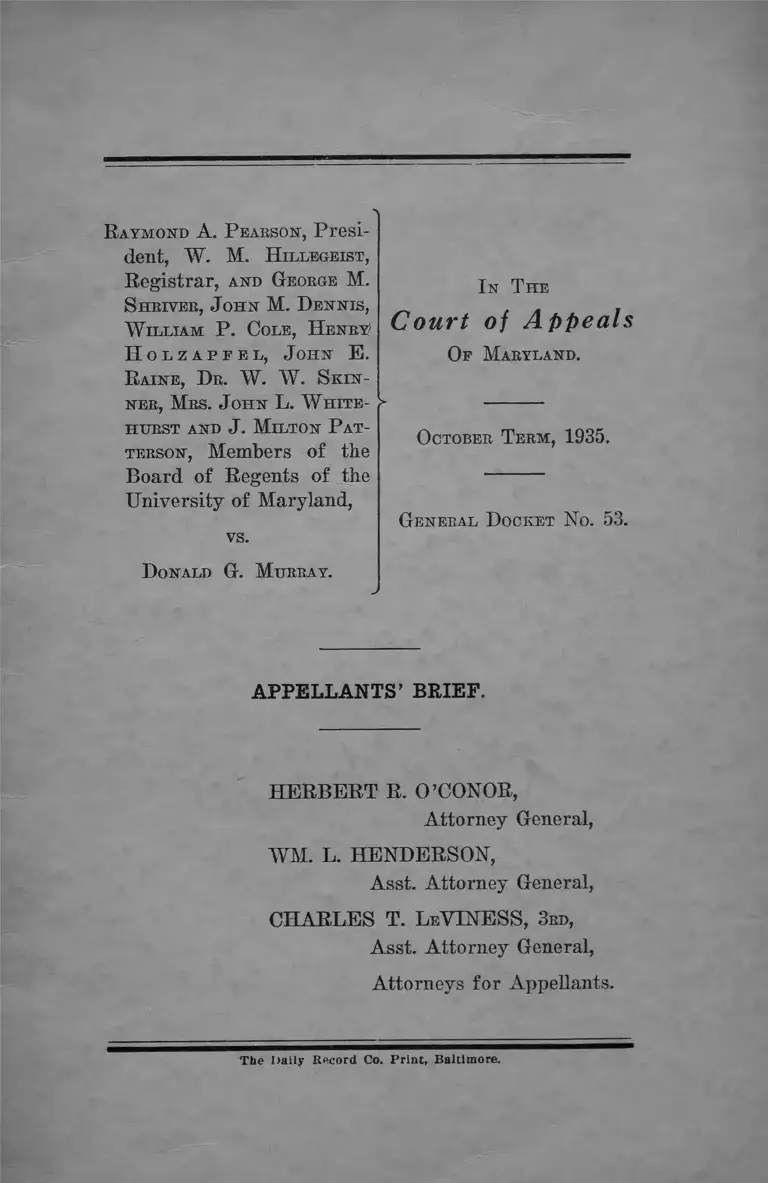 RAYMOND A. PEARSON, Presi-
dent, W. M. HILLEGEIST,
Registrar, AND GEORGE M.
SHRIVER, JOHN M. DENNIS,
WILLIAM P. COLE, HENRY
HOLZAPFEL, JOHN E.
RAINE, DR. W. W. SKIN-
NER, MRS. JOHN L. WHITE-
HURST AND J. MILTON PAT-
TERSON, Members of the
Board of Regents of the
University of Maryland,
vs.
DONALD G. MURRAY.
IN THE
Court of Appeals
OF MARYLAND.
OCTOBER TERM, 1935.
GENERAL DOCKET NO. 53.
APPELLANTS' BRIEF.
HERBERT R. O'CONOR,
Attorney General,
WM. L. HENDERSON,
Asst. Attorney General,
CHARLES T. LEVINESS, 3RD,
Asst. Attorney General,
Attorneys for Appellants.
The Daily Record Co. Print, Baltimore.